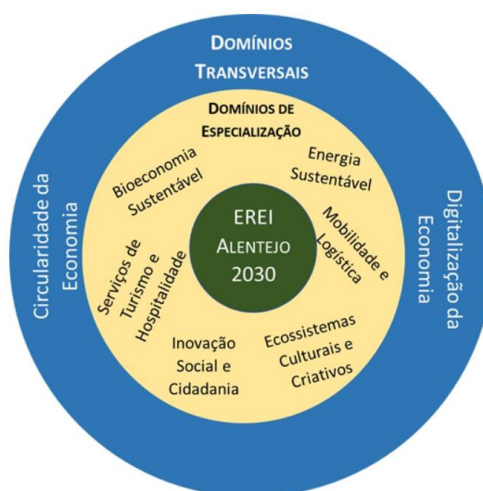 DOMÍNIOS
TRANSVERSAIS
DOMÍNIOS DE
ESPECIALIZAÇÃO
Bioeconomia
Sustentável
Energia
Sustentável
Circularidade da
Economia
EREI
ALENTEJO
2030
Mobilidade e
Logística
Digitalização da
Economia
Serviços de
Turismo e
Hospitalidade
Inovação
Social e
Cidadania
Ecossistemas
Culturais e
Criativos